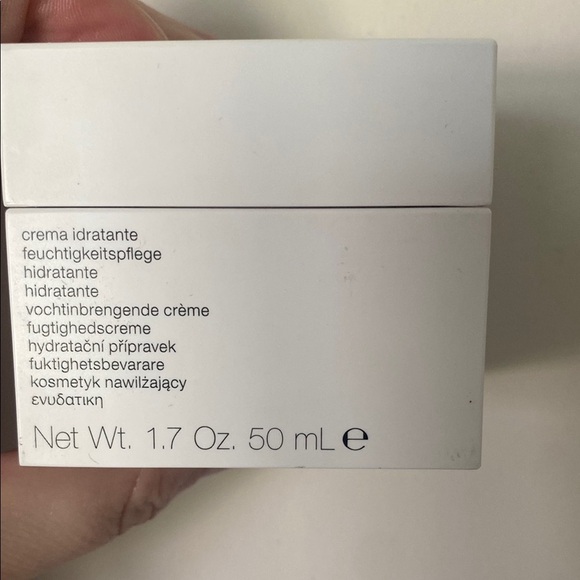 crema idratante
feuchtigkeitspflege
hidratante
hidratante
vochtinbrengende crème
fugtighedscreme
hydratační přípravek
fuktighetsbevarare
kosmetyk nawilżający
ενυδατικη
Net Wt. 1.7 Oz. 50 mL ℮